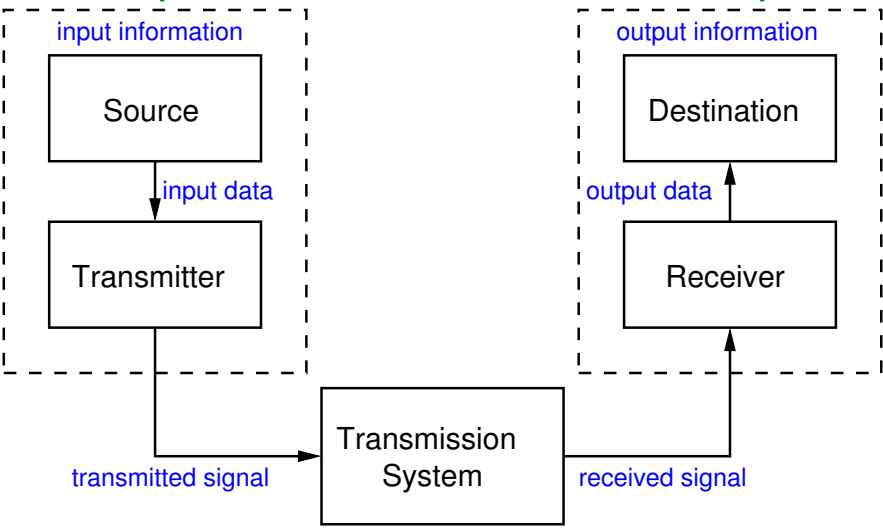 input information
Source
input data
Transmitter
transmitted signal
Transmission
System
output information
Destination
output data
Receiver
received signal